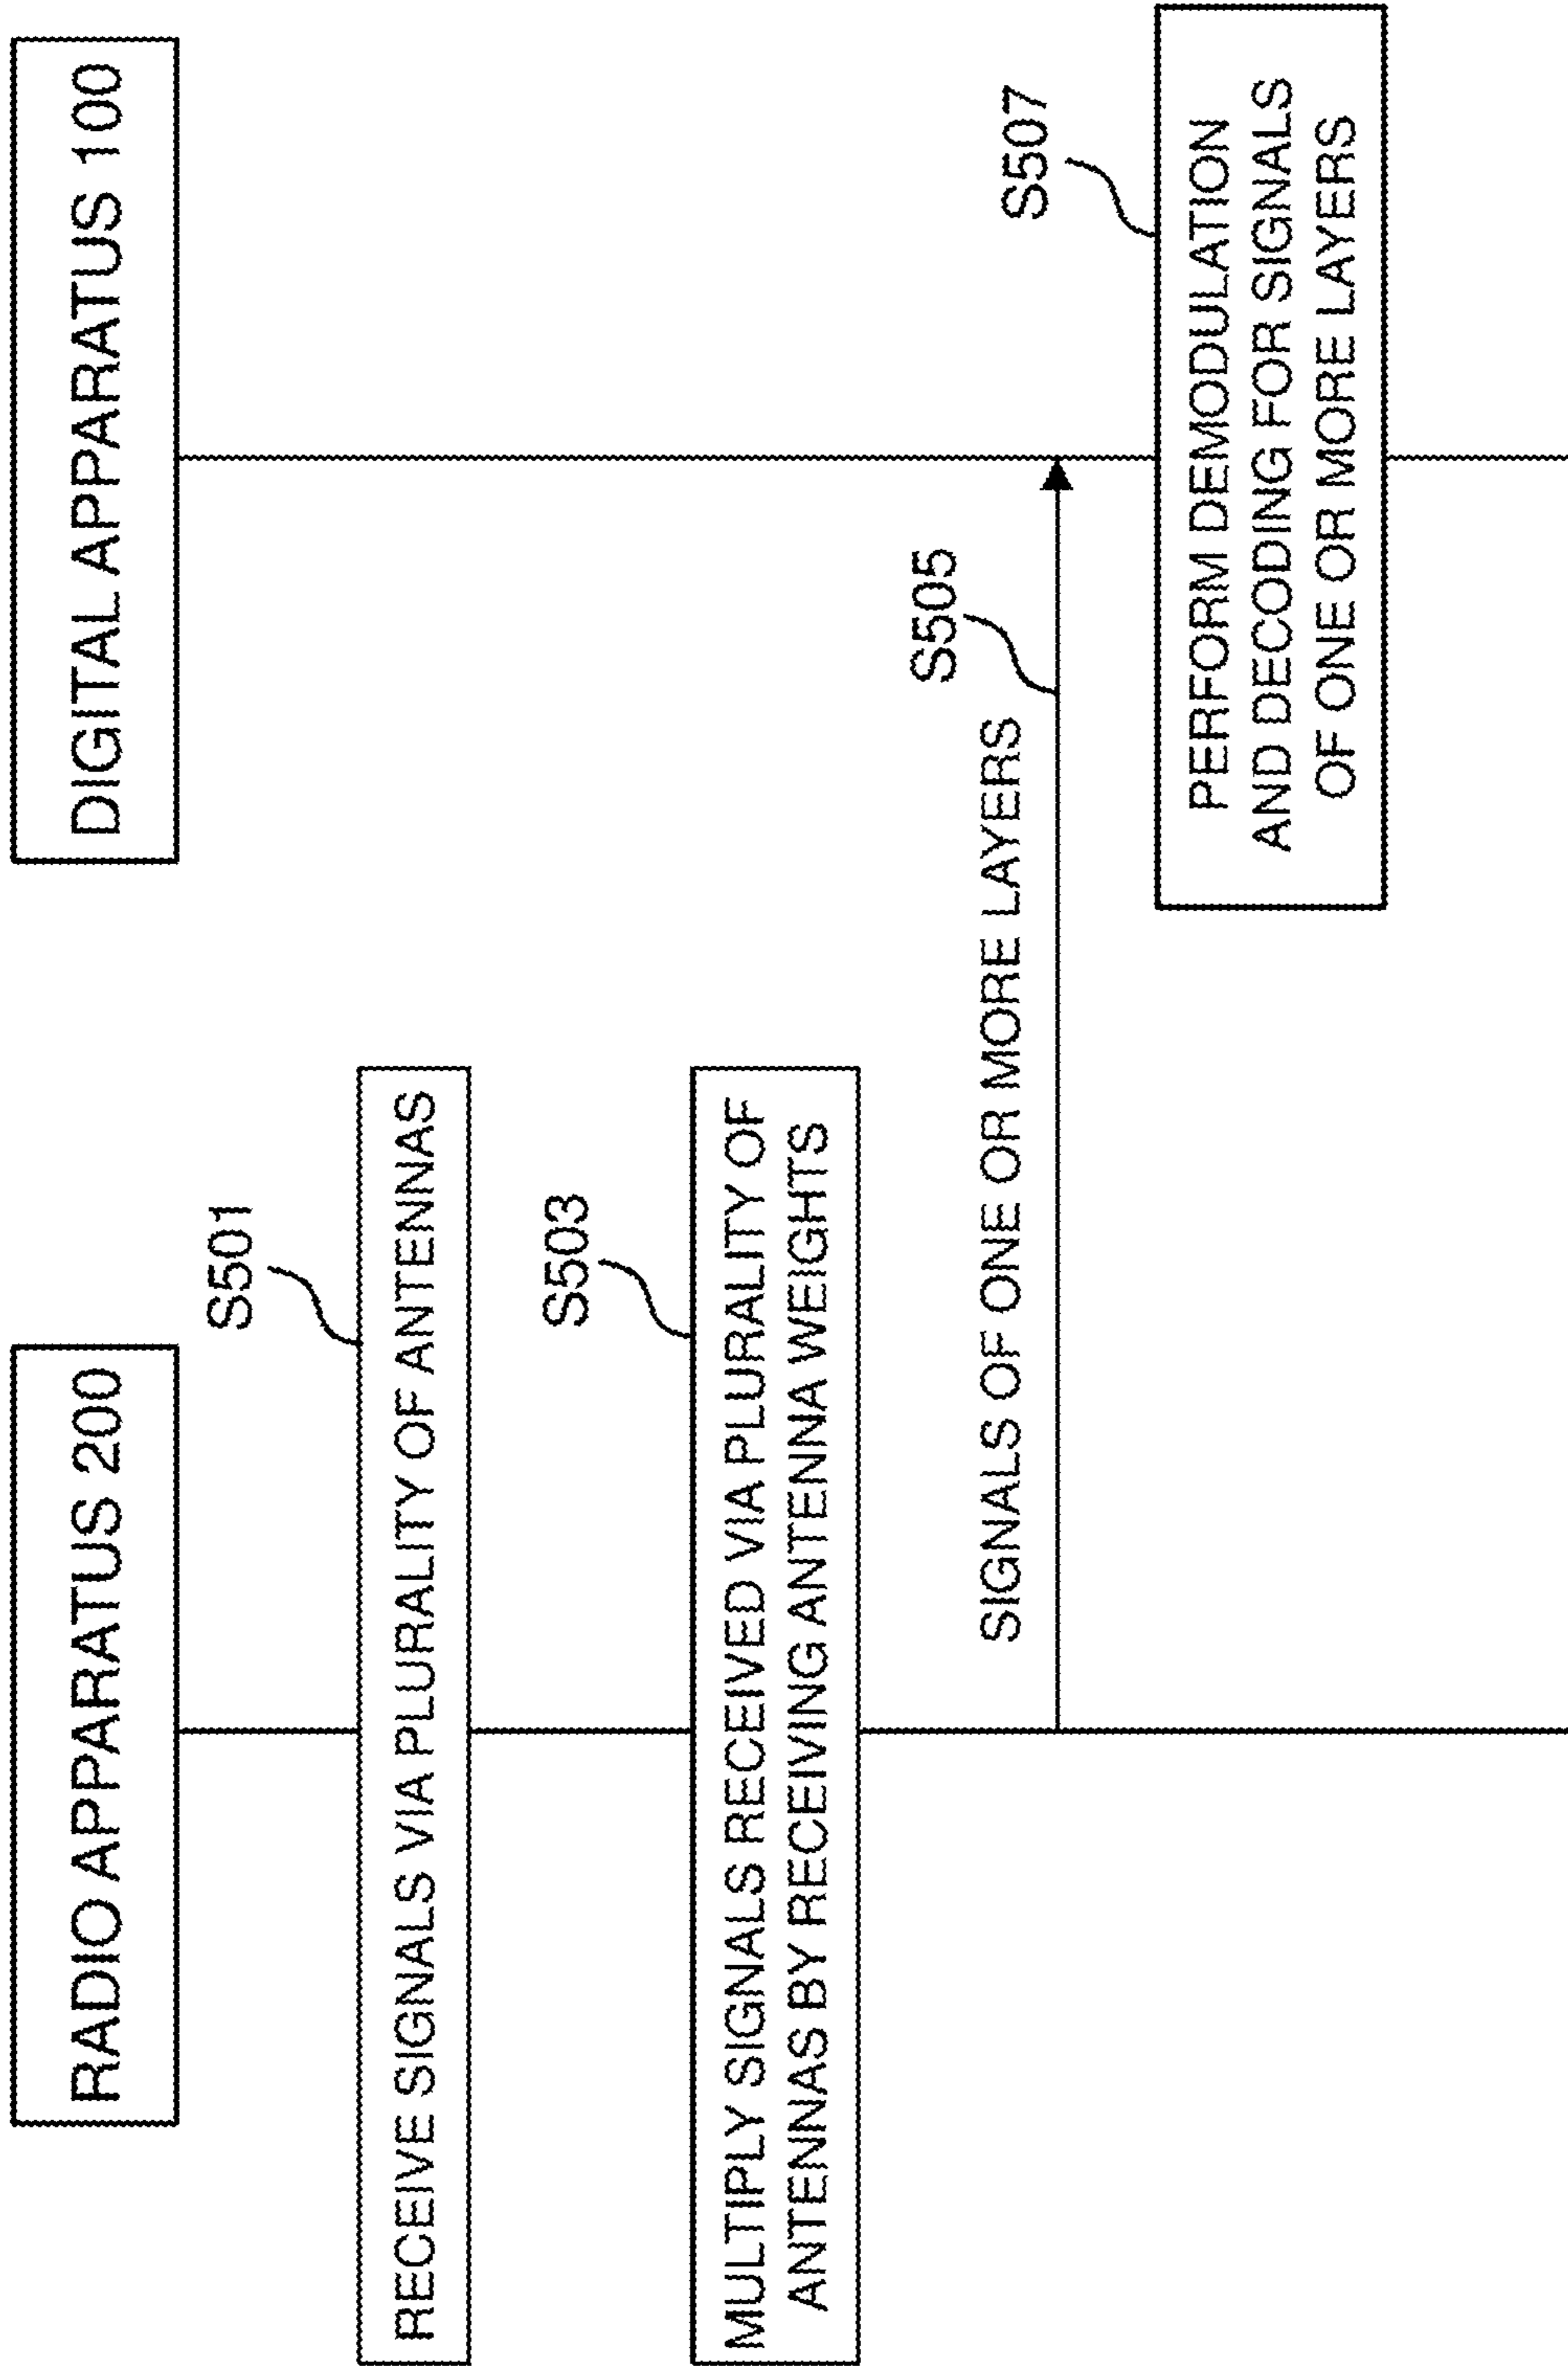 RADIO APPARATUS 200
DIGITAL APPARATUS 100
S501
RECEIVE SIGNALS VIA PLURALITY OF ANTENNAS
S503
MULTIPLY SIGNALS RECEIVED VIA PLURALITY OF
ANTENNAS BY RECEIVING ANTENNA WEIGHTS
S505
SIGNALS OF ONE OR MORE LAYERS
S507
PERFORM DEMODULATION
AND DECODING FOR SIGNALS
OF ONE OR MORE LAYERS